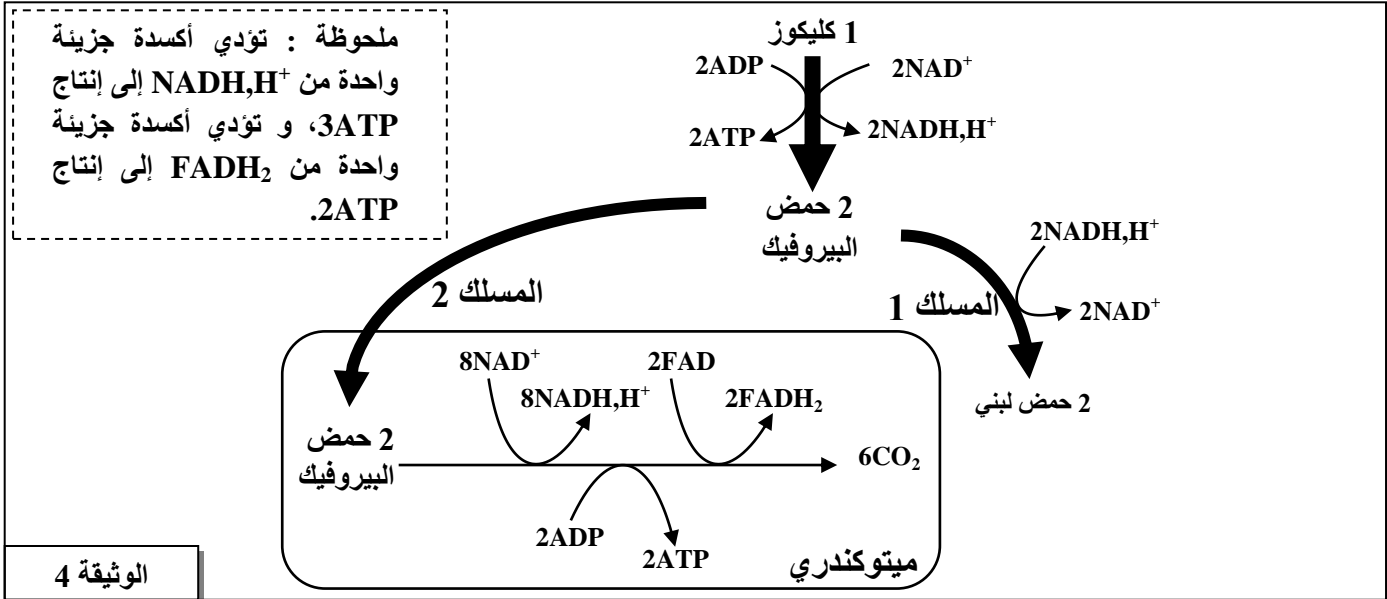 ملحوظة : تؤدي أكسدة جزيئة
واحدة من NADH,H⁺ إلى إنتاج
3ATP، و تؤدي أكسدة جزيئة
واحدة من FADH₂ إلى إنتاج
2ATP.
1 كليكوز
2ADP
2NAD⁺
2ATP
2NADH,H⁺
2 حمض
البيروفيك
2NADH,H⁺
المسلك 1
2NAD⁺
2 حمض لبني
المسلك 2
8NAD⁺
2FAD
8NADH,H⁺
2FADH₂
2 حمض
البيروفيك
6CO₂
2ADP
2ATP
ميتوكندري
الوثيقة 4